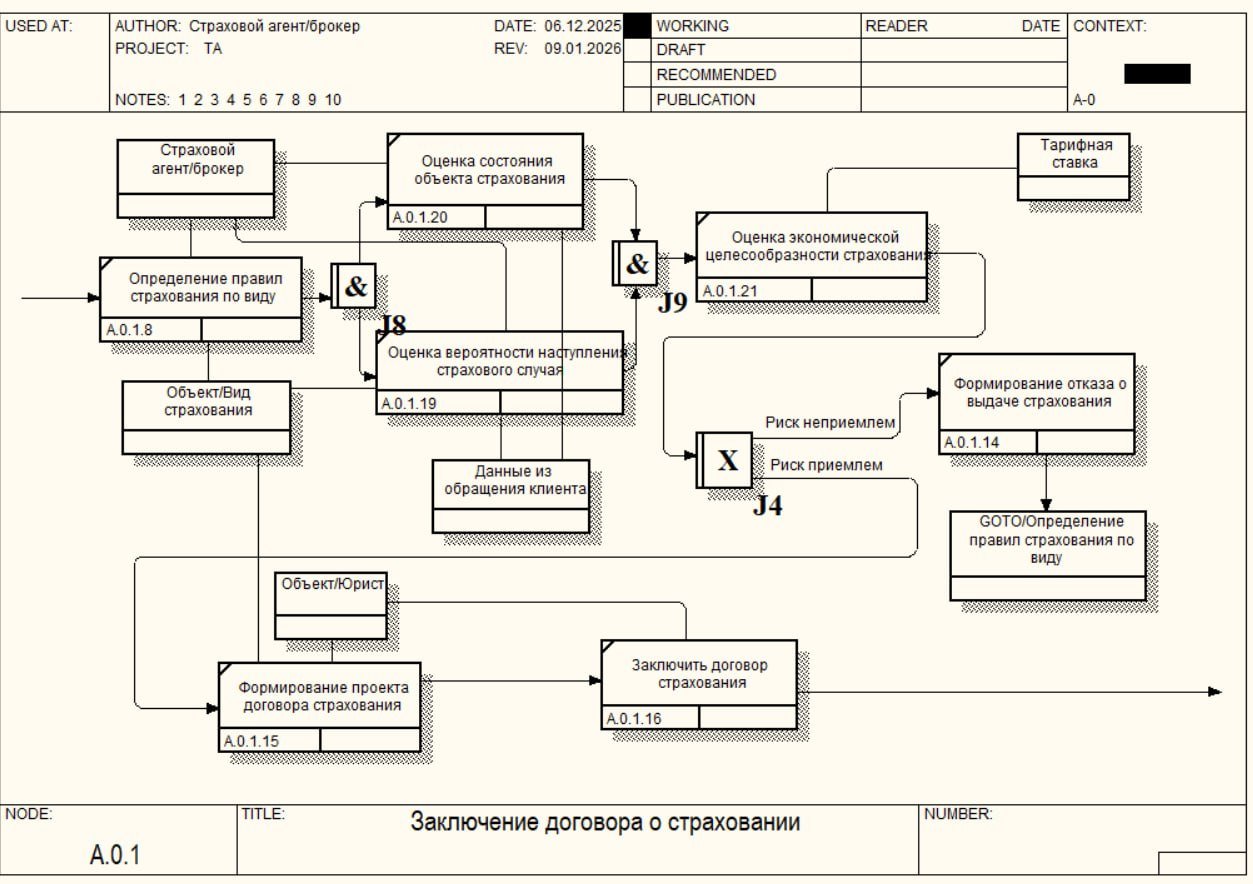 USED AT:
AUTHOR: Страховой агент/брокер
DATE: 06.12.2025
PROJECT: ТА
REV: 09.01.2026
NOTES: 1 2 3 4 5 6 7 8 9 10
WORKING
DRAFT
RECOMMENDED
PUBLICATION
READER
DATE
CONTEXT:
A-0
Страховой
агент/брокер
Оценка состояния
объекта страхования
A.0.1.20
Тарифная
ставка
Оценка экономической
целесообразности страхования
A.0.1.21
&
J9
Определение правил
страхования по виду
A.0.1.8
&
J8
Оценка вероятности наступления
страхового случая
A.0.1.19
Объект/Вид
страхования
Формирование отказа о
выдаче страхования
A.0.1.14
Риск неприемлем
X
Риск приемлем
J4
Данные из
обращения клиента
GOTO/Определение
правил страхования по
виду
Объект/Юрист
Формирование проекта
договора страхования
A.0.1.15
Заключить договор
страхования
A.0.1.16
NODE:
A.0.1
TITLE:
Заключение договора о страховании
NUMBER: